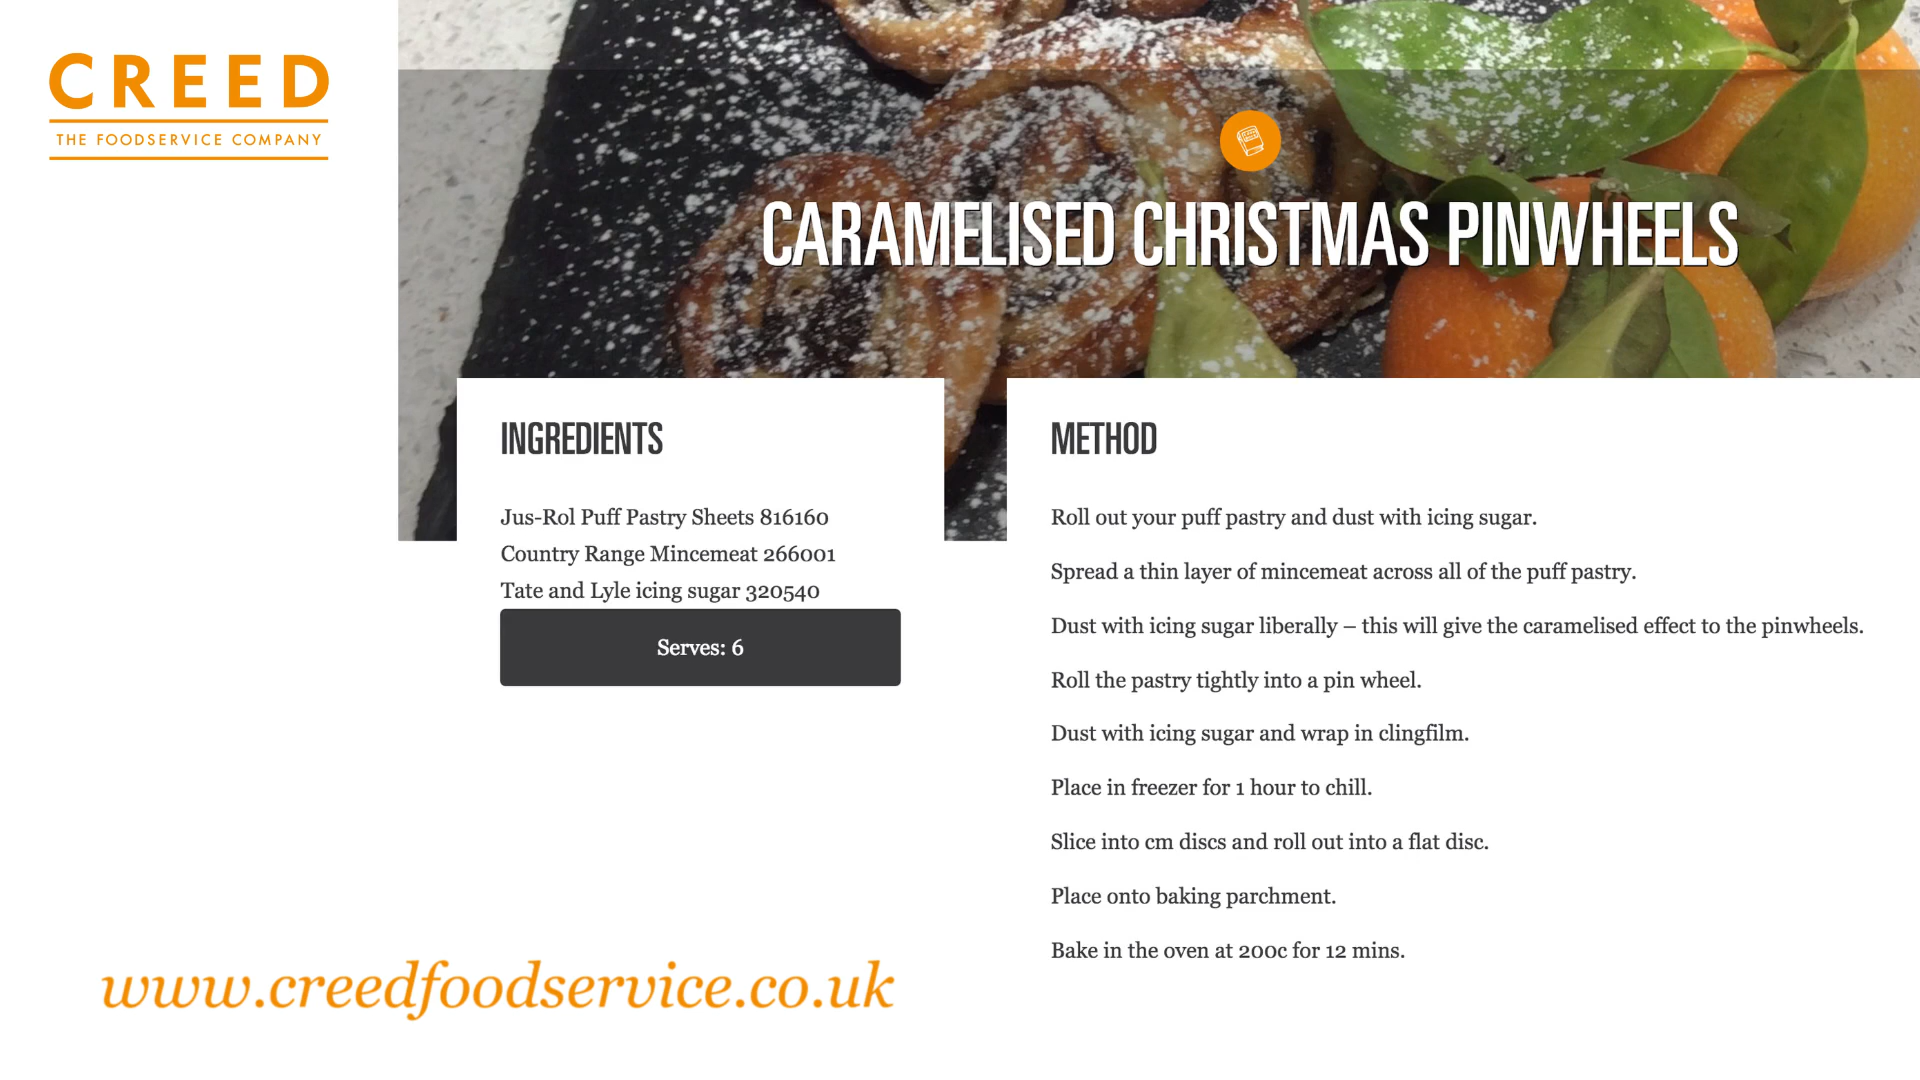 CREED
THE FOODSERVICE COMPANY
CARAMELISED CHRISTMAS PINWHEELS
INGREDIENTS
Jus-Rol Puff Pastry Sheets 816160
Country Range Mincemeat 266001
Tate and Lyle icing sugar 320540
Serves: 6
METHOD
Roll out your puff pastry and dust with icing sugar.
Spread a thin layer of mincemeat across all of the puff pastry.
Dust with icing sugar liberally – this will give the caramelised effect to the pinwheels.
Roll the pastry tightly into a pin wheel.
Dust with icing sugar and wrap in clingfilm.
Place in freezer for 1 hour to chill.
Slice into cm discs and roll out into a flat disc.
Place onto baking parchment.
Bake in the oven at 200c for 12 mins.
www.creedfoodservice.co.uk